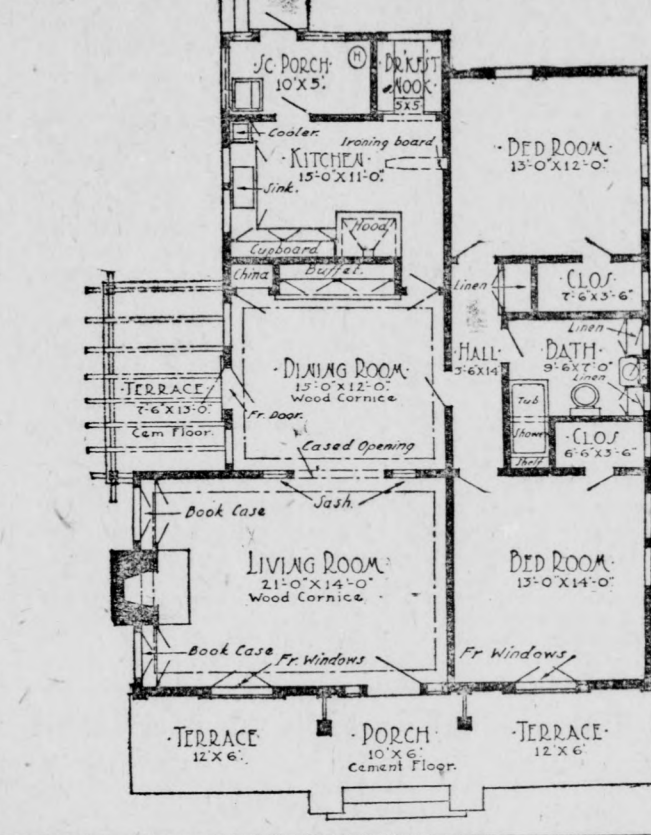 SC. PORCH
10'X5'
H
BR'KF'ST
NOOK
5X5
Cooler.
Ironing board
KITCHEN
15'-0"X11'-0"
Sink.
Hood
Cupboard
BED ROOM
13'-0"X12'-0"
China
Buffet.
Linen
CLOS
7'-6"X3'-6"
Linen
HALL
3'-6"X14'
BATH
9'-6"X7'-0"
Linen
Tub
Shower
Shelf
CLOS
6'-6"X3'-6"
DINING ROOM
15'-0"X12'-0"
Wood Cornice
TERRACE
7'-6"X13'-0"
Cem Floor.
Fr. Door.
Cased Opening
Sash.
Book Case
LIVING ROOM
21'-0"X14'-0"
Wood Cornice
BED ROOM
13'-0"X14'-0"
Book Case
Fr. Windows
Fr Windows
TERRACE
12'X6'
PORCH
10'X6'
Cement Floor.
TERRACE
12'X6'